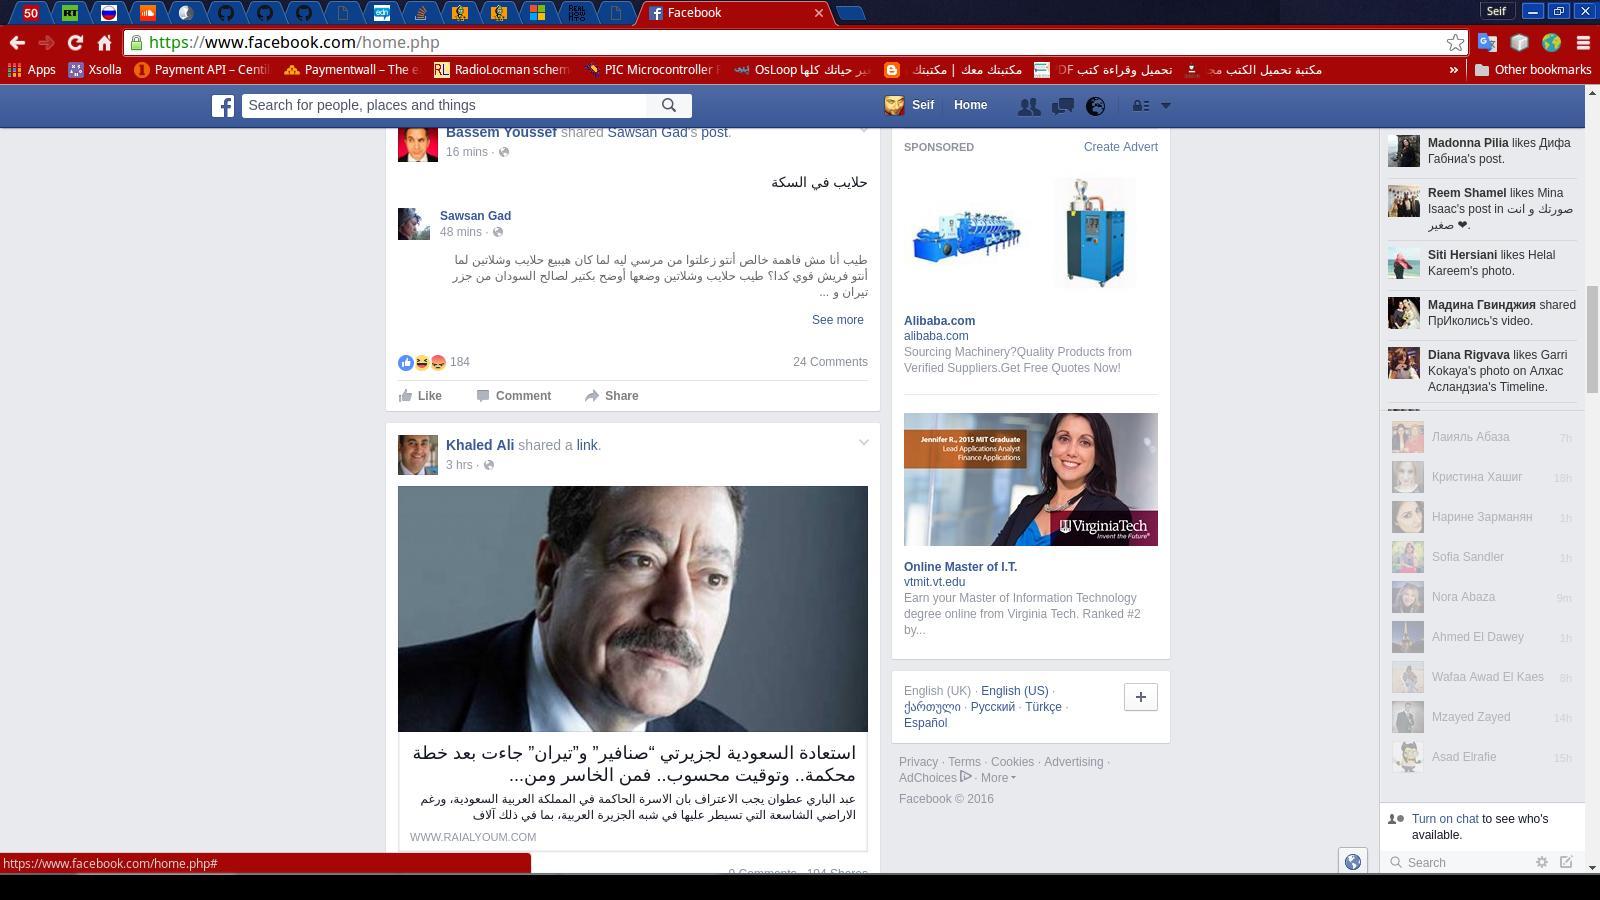 50
RT
edn
Facebook
Seif
https://www.facebook.com/home.php
Apps
Xsolla
Payment API – Centi
Paymentwall – The e
RL RadioLocman schem
PIC Microcontroller F
OsLoop غير حياتك كلها
مكتبتك معك | مكتبتك
تحميل وقراءة كتب DF
مكتبة تحميل الكتب مج
»
Other bookmarks
Search for people, places and things
Seif
Home
Bassem Youssef shared Sawsan Gad's post.
16 mins ·
حلايب في السكة
Sawsan Gad
48 mins ·
طيب أنا مش فاهمة خالص أنتو زعلتوا من مرسي ليه لما كان هيبيع حلايب وشلاتين لما
أنتو فريش قوي كدا؟ طيب حلايب وشلاتين وضعها أوضح بكتير لصالح السودان من جزر
تيران و ...
See more
184
24 Comments
Like
Comment
Share
Khaled Ali shared a link.
3 hrs ·
استعادة السعودية لجزيرتي “صنافير” و”تيران” جاءت بعد خطة
محكمة.. وتوقيت محسوب.. فمن الخاسر ومن...
عبد الباري عطوان يجب الاعتراف بان الاسرة الحاكمة في المملكة العربية السعودية، ورغم
الاراضي الشاسعة التي تسيطر عليها في شبه الجزيرة العربية، بما في ذلك آلاف
WWW.RAIALYOUM.COM
https://www.facebook.com/home.php#
SPONSORED
Create Advert
Alibaba.com
alibaba.com
Sourcing Machinery?Quality Products from
Verified Suppliers.Get Free Quotes Now!
Jennifer R., 2015 MIT Graduate
Lead Applications Analyst
Finance Applications
VirginiaTech
Invent the Future®
Online Master of I.T.
vtmit.vt.edu
Earn your Master of Information Technology
degree online from Virginia Tech. Ranked #2
by...
English (UK) · English (US) ·
ქართული · Русский · Türkçe ·
Español
+
Privacy · Terms · Cookies · Advertising ·
AdChoices · More
Facebook © 2016
Madonna Pilia likes Дифа
Габниа's post.
Reem Shamel likes Mina
Isaac's post in صورتك و انت
صغير ❤.
Siti Hersiani likes Helal
Kareem's photo.
Мадина Гвинджия shared
ПрИколись's video.
Diana Rigvava likes Garri
Kokaya's photo on Алхас
Асландзиа's Timeline.
Лаияль Абаза 7h
Кристина Хашиг 18h
Нарине Зарманян 1h
Sofia Sandler 1h
Nora Abaza 9m
Ahmed El Dawey 1h
Wafaa Awad El Kaes 8h
Mzayed Zayed 14h
Asad Elrafie 15h
Turn on chat to see who's
available.
Search